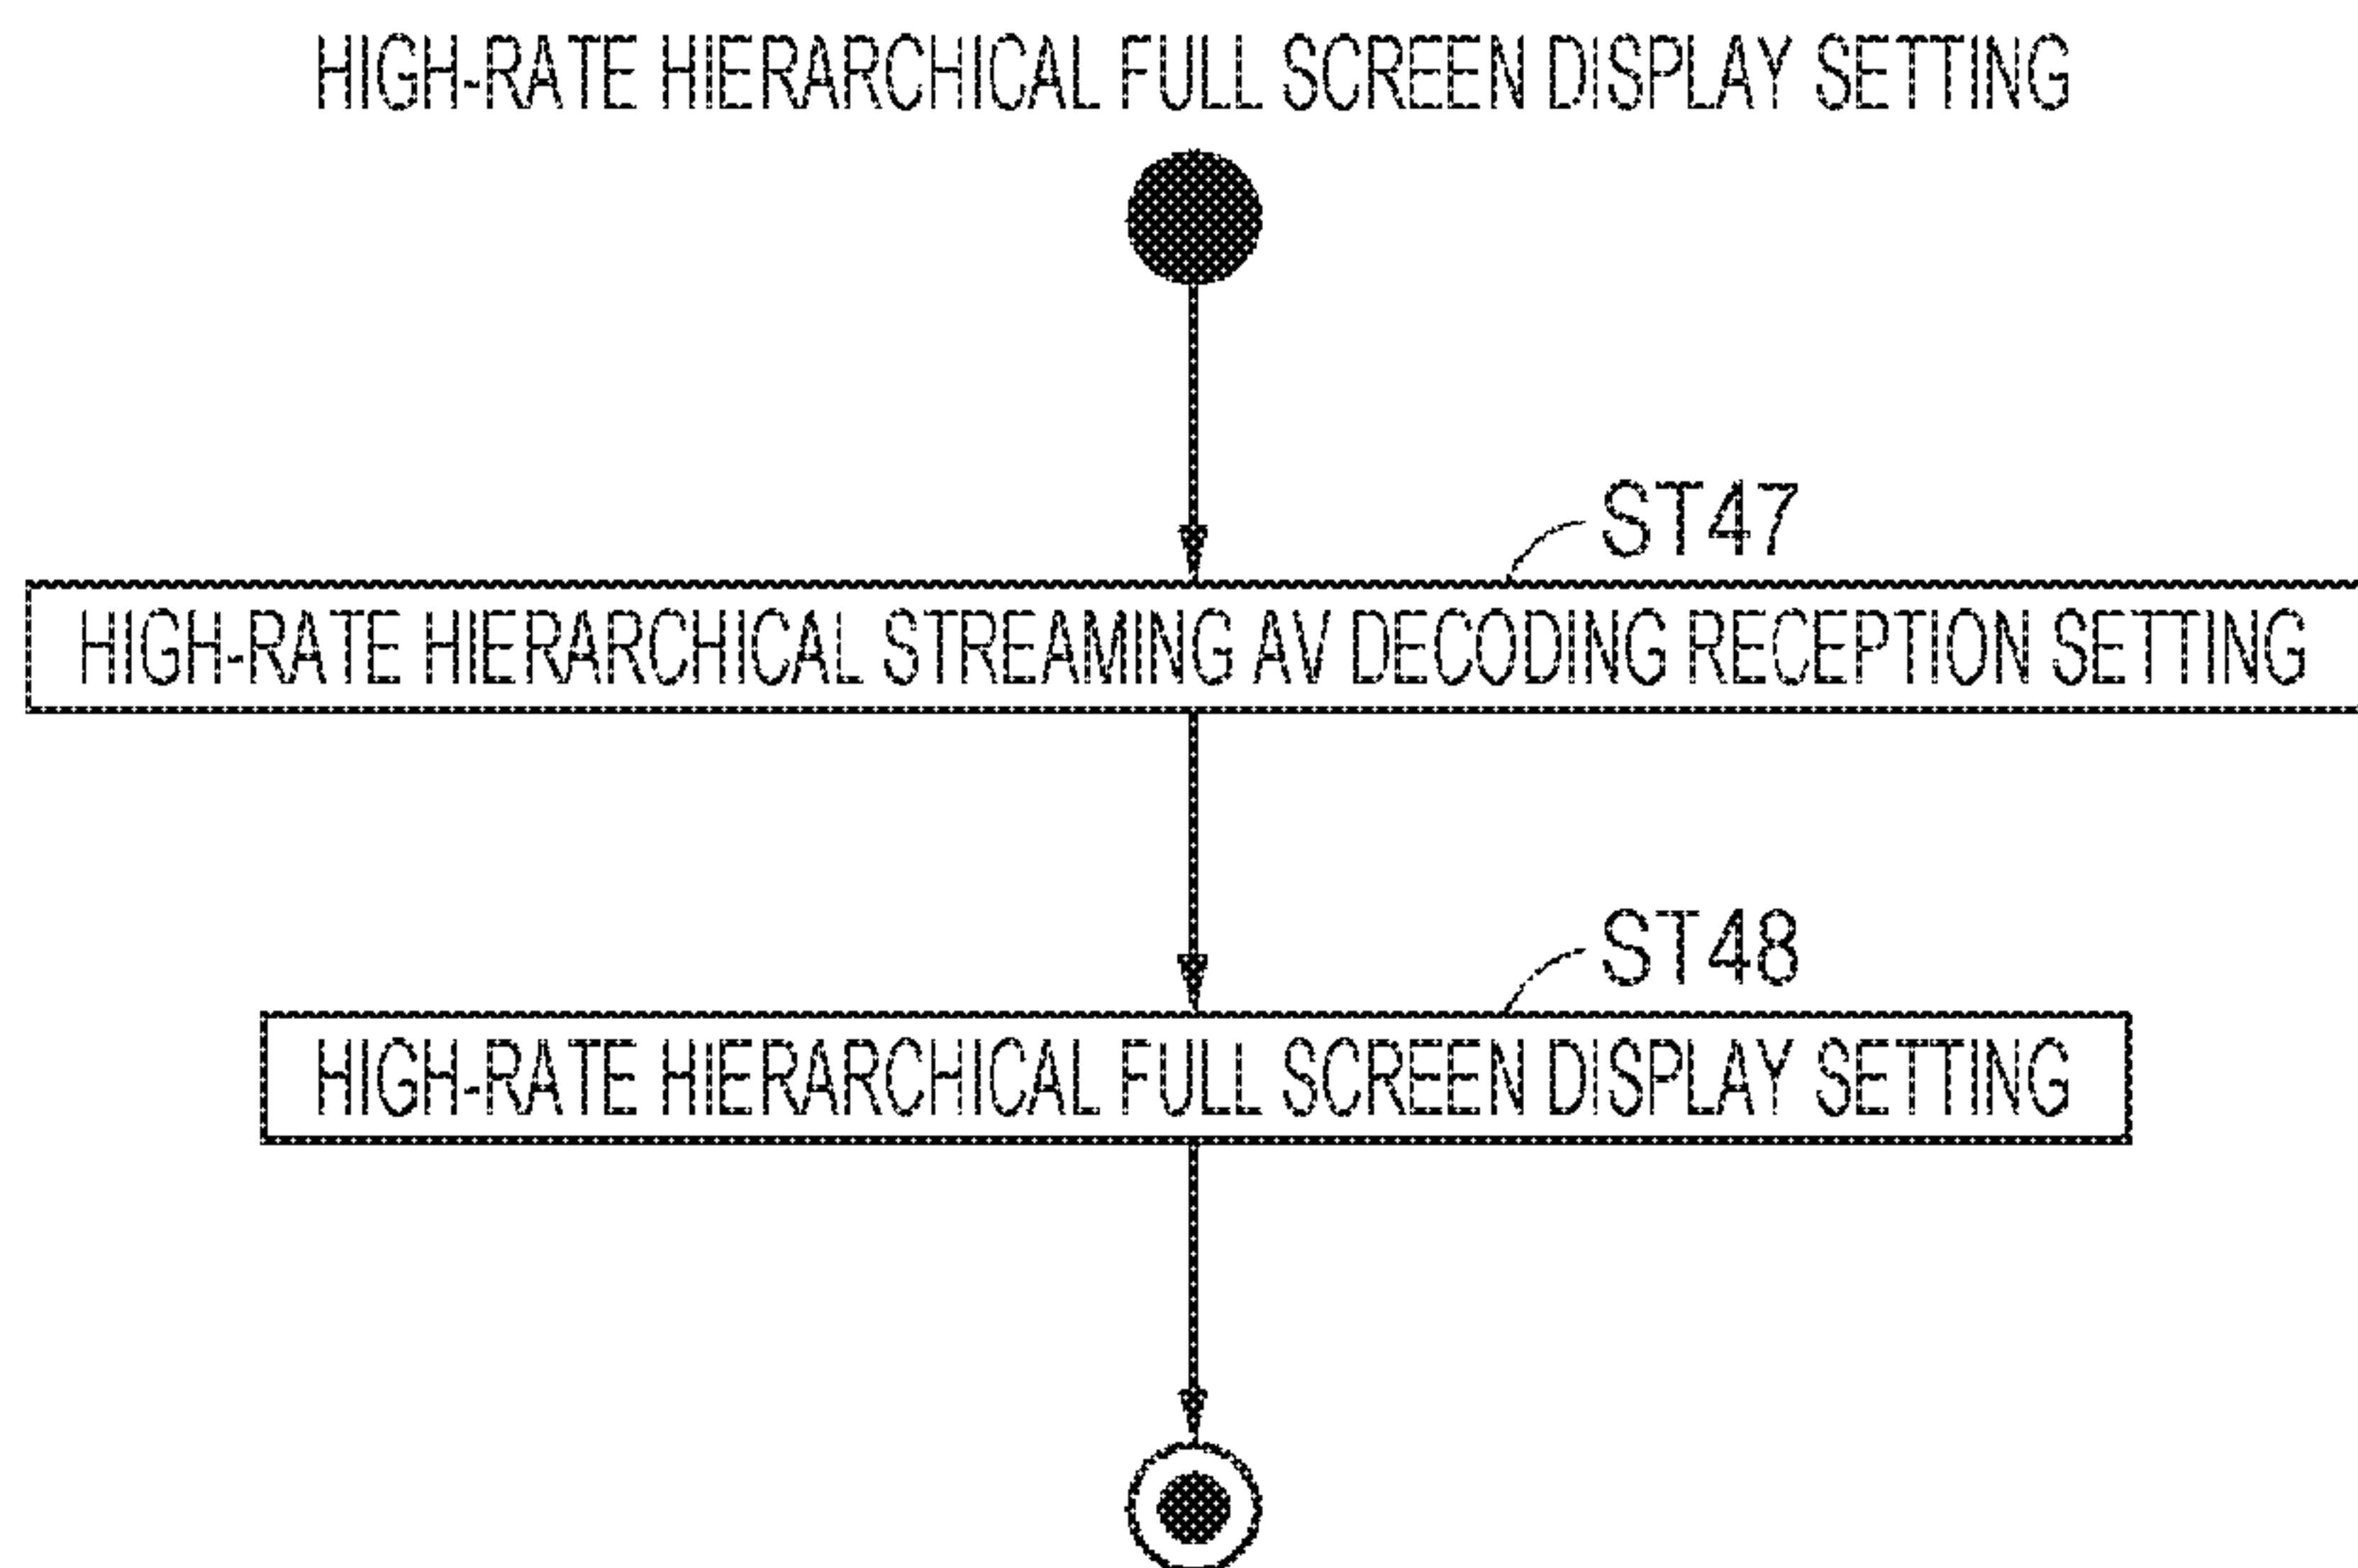 HIGH-RATE HIERARCHICAL FULL SCREEN DISPLAY SETTING
ST47
HIGH-RATE HIERARCHICAL STREAMING AV DECODING RECEPTION SETTING
ST48
HIGH-RATE HIERARCHICAL FULL SCREEN DISPLAY SETTING